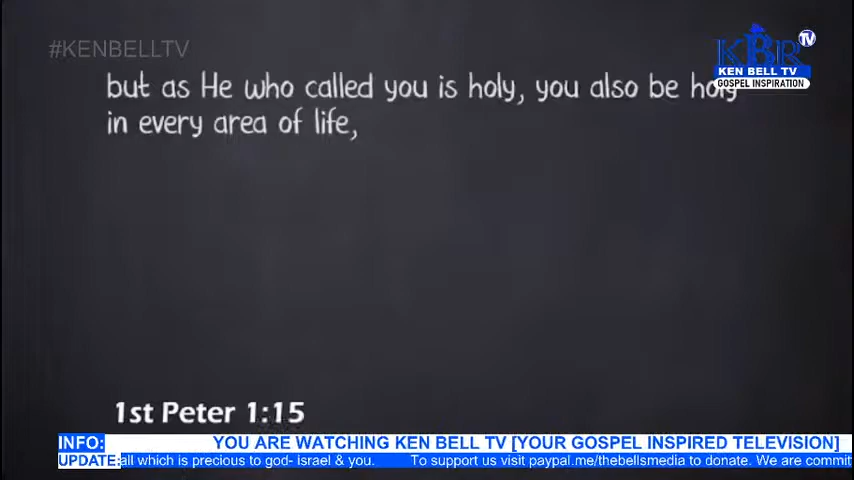 #KENBELLTV
KBR TV
KEN BELL TV
GOSPEL INSPIRATION
but as He who called you is holy, you also be holy
in every area of life,
1st Peter 1:15
INFO: YOU ARE WATCHING KEN BELL TV [YOUR GOSPEL INSPIRED TELEVISION]
UPDATE: all which is precious to god- israel & you. To support us visit paypal.me/thebellsmedia to donate. We are commit